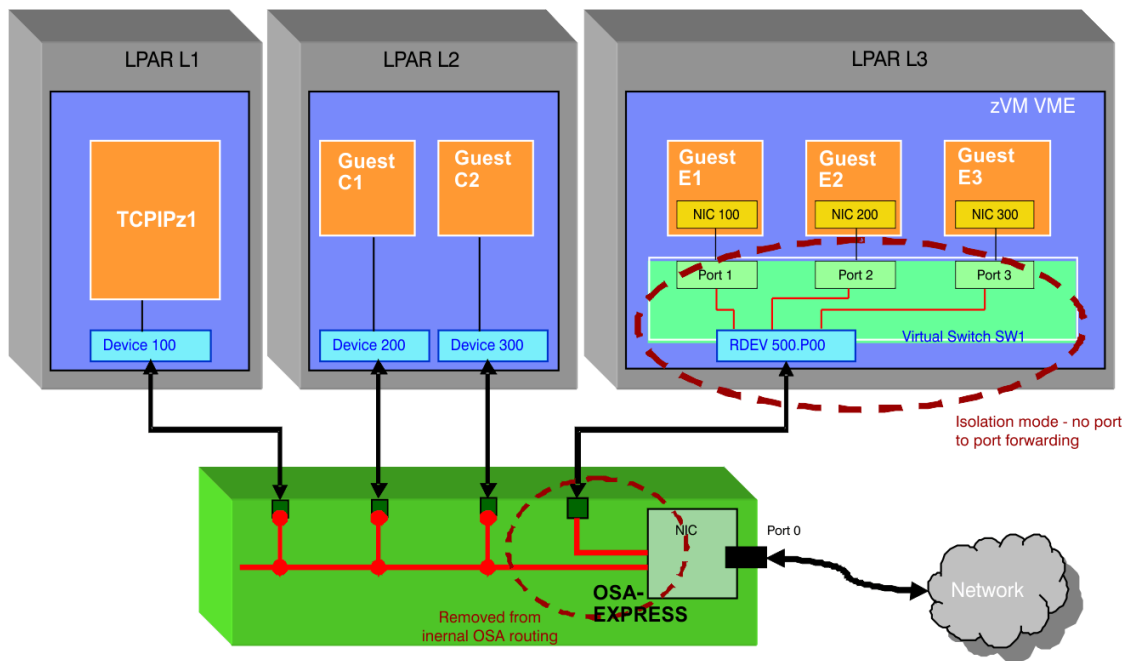 LPAR L1
LPAR L2
LPAR L3
zVM VME
TCPIPz1
Guest
C1
Guest
C2
Guest
E1
Guest
E2
Guest
E3
NIC 100
NIC 200
NIC 300
Port 1
Port 2
Port 3
Device 100
Device 200
Device 300
RDEV 500.P00
Virtual Switch SW1
Isolation mode - no port
to port forwarding
NIC
Port 0
OSA-
EXPRESS
Removed from
inernal OSA routing
Network